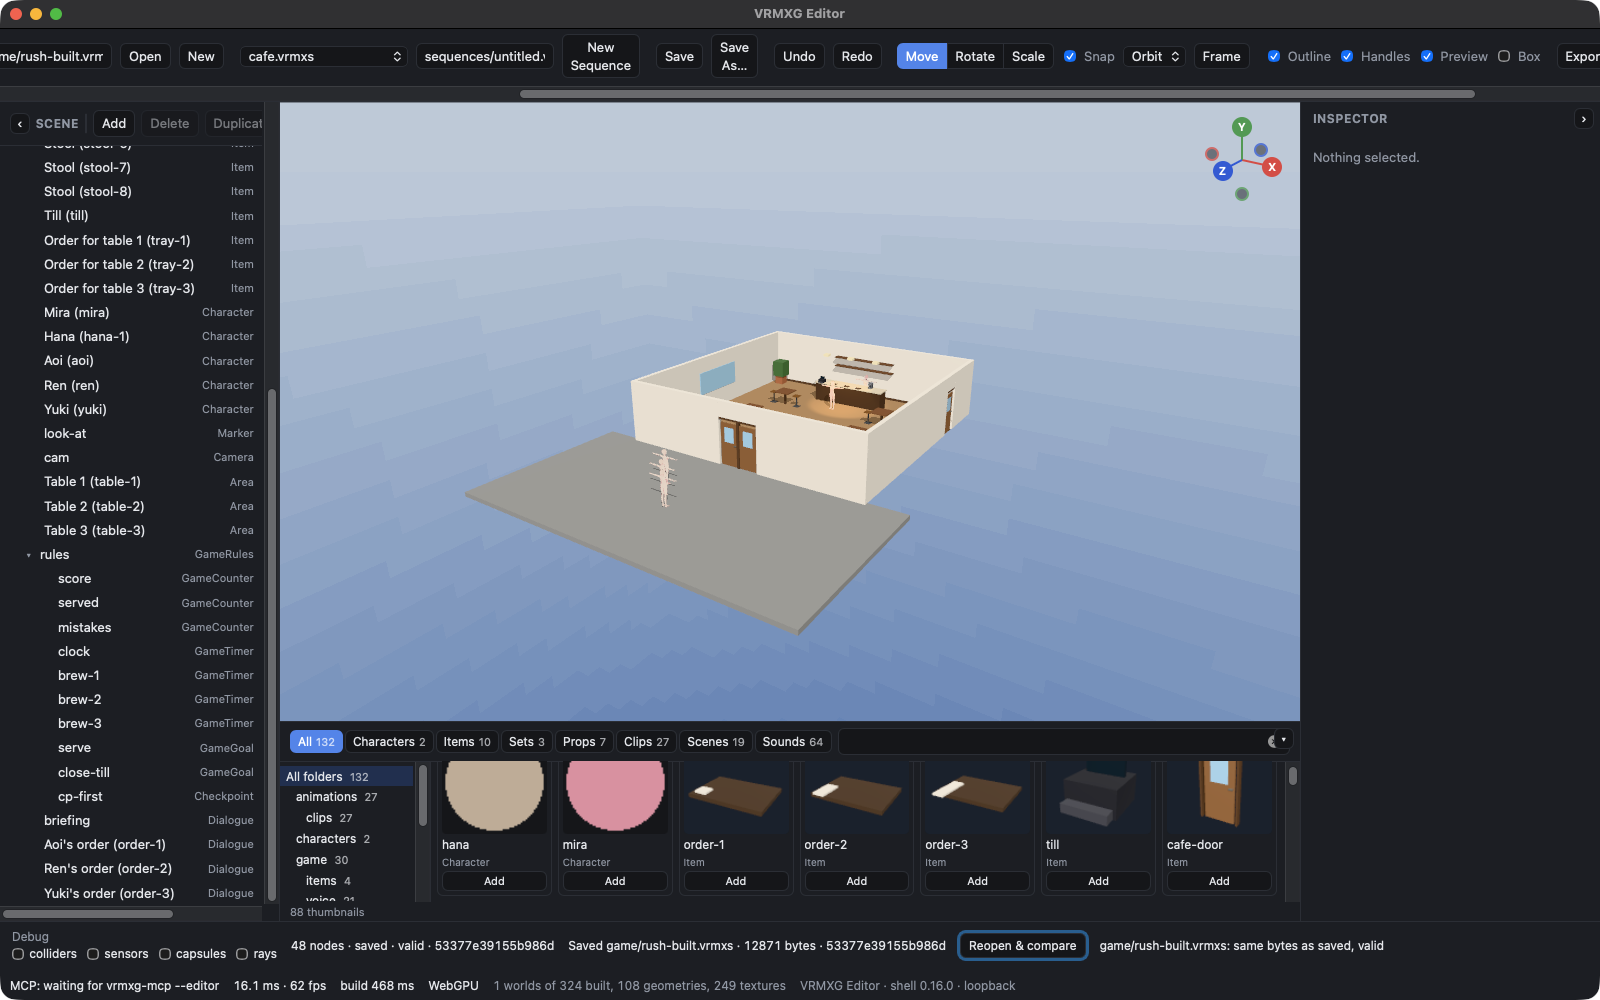 VRMXG Editor
me/rush-built.vrm
Open
New
cafe.vrmxs
sequences/untitled.
New
Sequence
Save
Save
As...
Undo
Redo
Move
Rotate
Scale
Snap
Orbit
Frame
Outline
Handles
Preview
Box
Expor
‹
SCENE
Add
Delete
Duplicat
Stool (stool-7) Item
Stool (stool-8) Item
Till (till) Item
Order for table 1 (tray-1) Item
Order for table 2 (tray-2) Item
Order for table 3 (tray-3) Item
Mira (mira) Character
Hana (hana-1) Character
Aoi (aoi) Character
Ren (ren) Character
Yuki (yuki) Character
look-at Marker
cam Camera
Table 1 (table-1) Area
Table 2 (table-2) Area
Table 3 (table-3) Area
rules GameRules
score GameCounter
served GameCounter
mistakes GameCounter
clock GameTimer
brew-1 GameTimer
brew-2 GameTimer
brew-3 GameTimer
serve GameGoal
close-till GameGoal
cp-first Checkpoint
briefing Dialogue
Aoi's order (order-1) Dialogue
Ren's order (order-2) Dialogue
Yuki's order (order-3) Dialogue
Y
Z
X
INSPECTOR
›
Nothing selected.
All 132
Characters 2
Items 10
Sets 3
Props 7
Clips 27
Scenes 19
Sounds 64
All folders 132
animations 27
clips 27
characters 2
game 30
items 4
hana
Character
Add
mira
Character
Add
order-1
Item
Add
order-2
Item
Add
order-3
Item
Add
till
Item
Add
cafe-door
Item
Add
88 thumbnails
Debug
colliders
sensors
capsules
rays
48 nodes · saved · valid · 53377e39155b986d
Saved game/rush-built.vrmxs · 12871 bytes · 53377e39155b986d
Reopen & compare
game/rush-built.vrmxs: same bytes as saved, valid
MCP: waiting for vrmxg-mcp --editor
16.1 ms · 62 fps
build 468 ms
WebGPU
1 worlds of 324 built, 108 geometries, 249 textures
VRMXG Editor · shell 0.16.0 · loopback